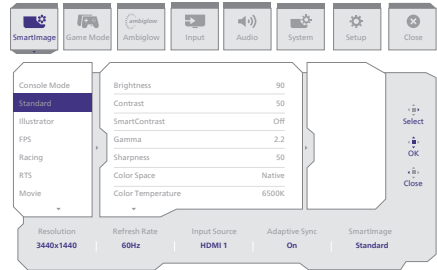 SmartImage
Game Mode
ambiglow
Ambiglow
Input
Audio
System
Setup
Close
Console Mode
Standard
Illustrator
FPS
Racing
RTS
Movie
Brightness 90
Contrast 50
SmartContrast Off
Gamma 2.2
Sharpness 50
Color Space Native
Color Temperature 6500K
Select
OK
Close
Resolution Refresh Rate Input Source Adaptive Sync SmartImage
3440x1440 60Hz HDMI 1 On Standard